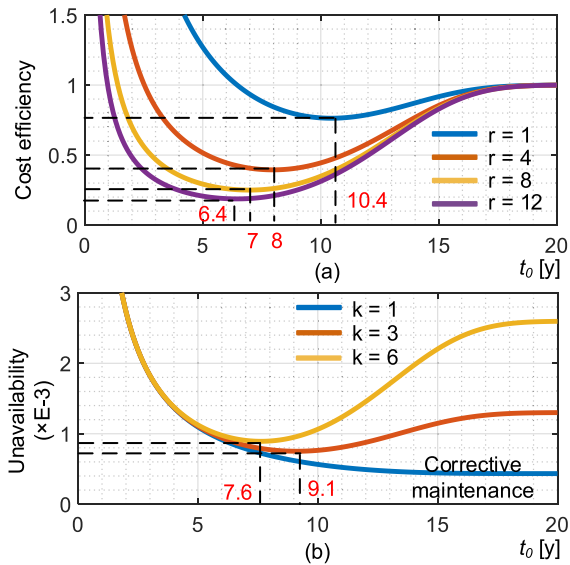 1.5
1
0.5
0
Cost efficiency
r = 1
r = 4
r = 8
r = 12
6.4
7
8
10.4
0
5
10
15
20
(a)
t0 [y]
3
2
1
0
Unavailability
(×E-3)
k = 1
k = 3
k = 6
Corrective
maintenance
7.6
9.1
0
5
10
15
20
(b)
t0 [y]